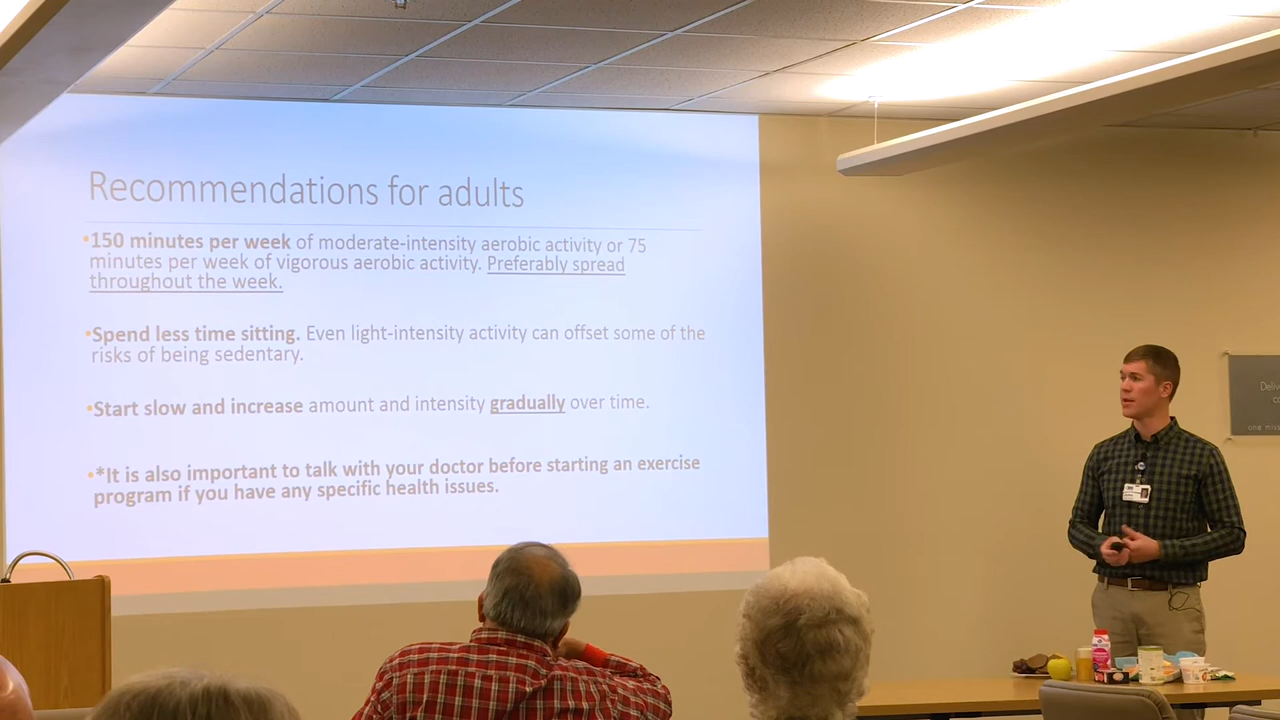 Recommendations for adults
•150 minutes per week of moderate-intensity aerobic activity or 75
minutes per week of vigorous aerobic activity. Preferably spread
throughout the week.
•Spend less time sitting. Even light-intensity activity can offset some of the
risks of being sedentary.
•Start slow and increase amount and intensity gradually over time.
•*It is also important to talk with your doctor before starting an exercise
program if you have any specific health issues.
one